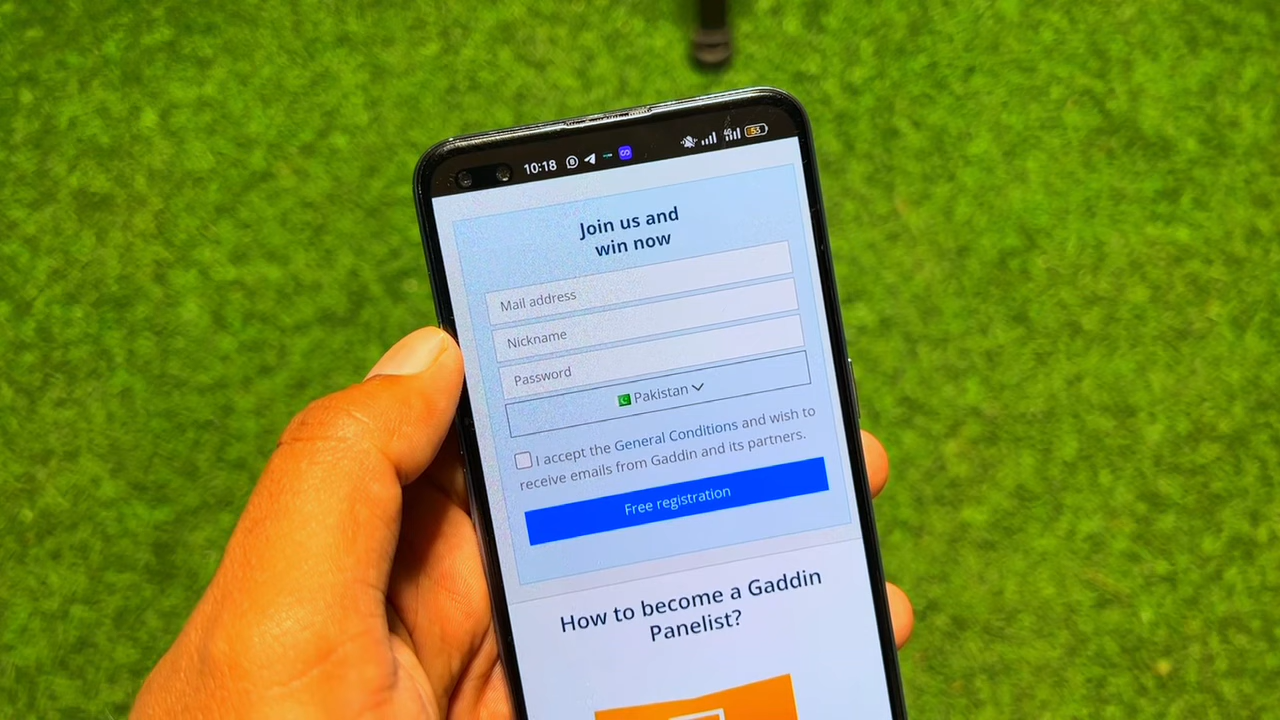 10:18
53
Join us and
win now
Mail address
Nickname
Password
Pakistan
I accept the General Conditions and wish to
receive emails from Gaddin and its partners.
Free registration
How to become a Gaddin
Panelist?